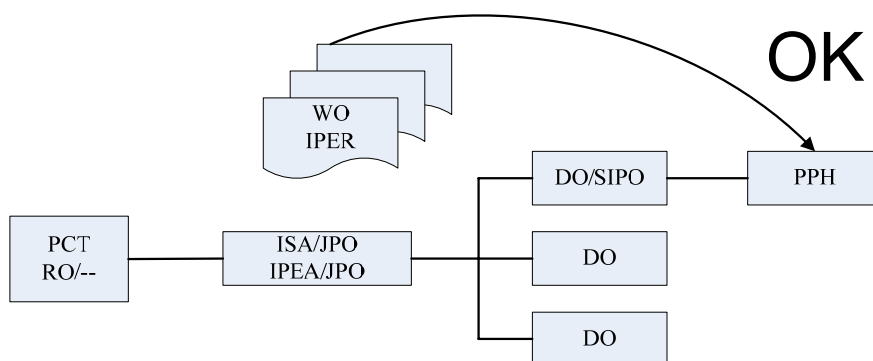 OK
WO
IPER
DO/SIPO
PPH
PCT
RO/--
ISA/JPO
IPEA/JPO
DO
DO